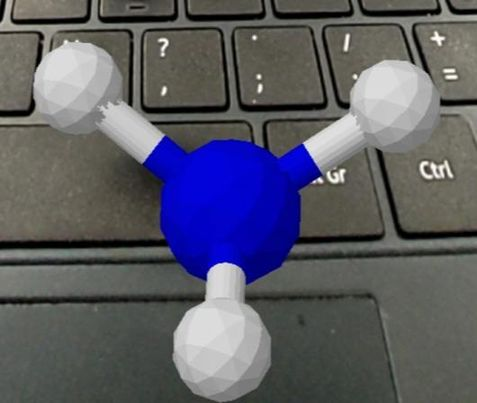 ? . / +
, ; =
Gr Ctrl